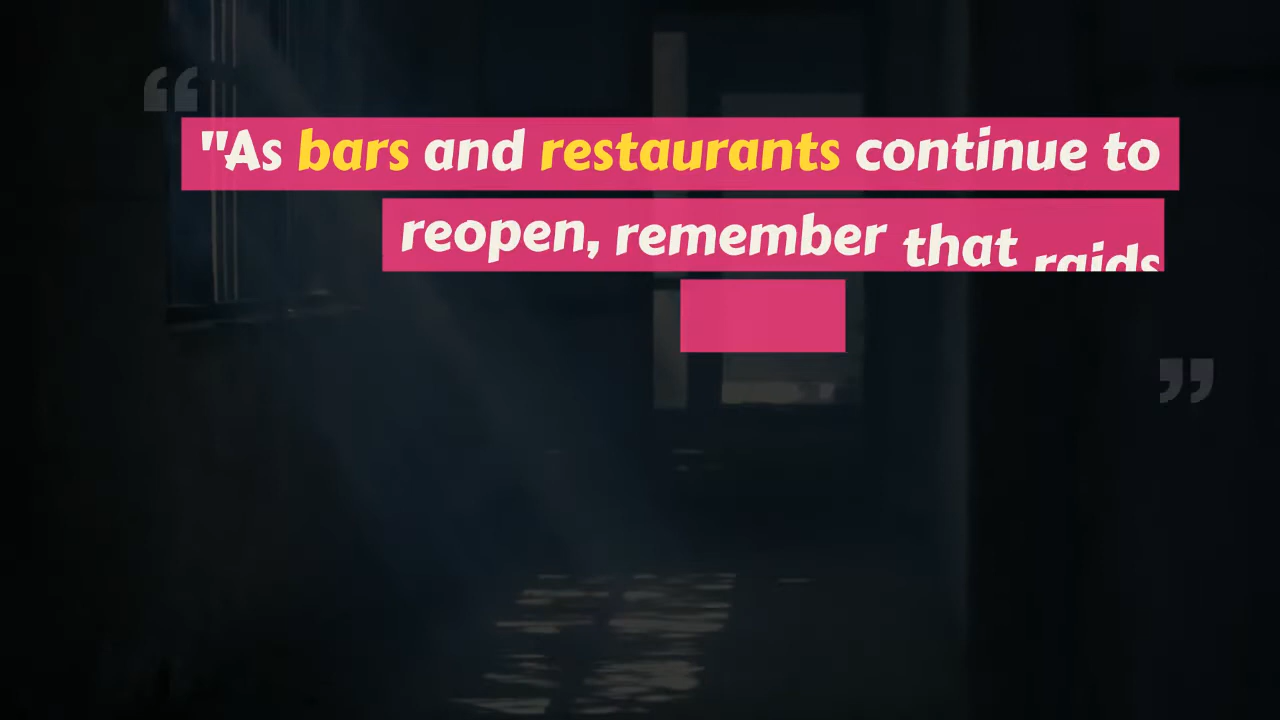 "As bars and restaurants continue to
reopen, remember that raids